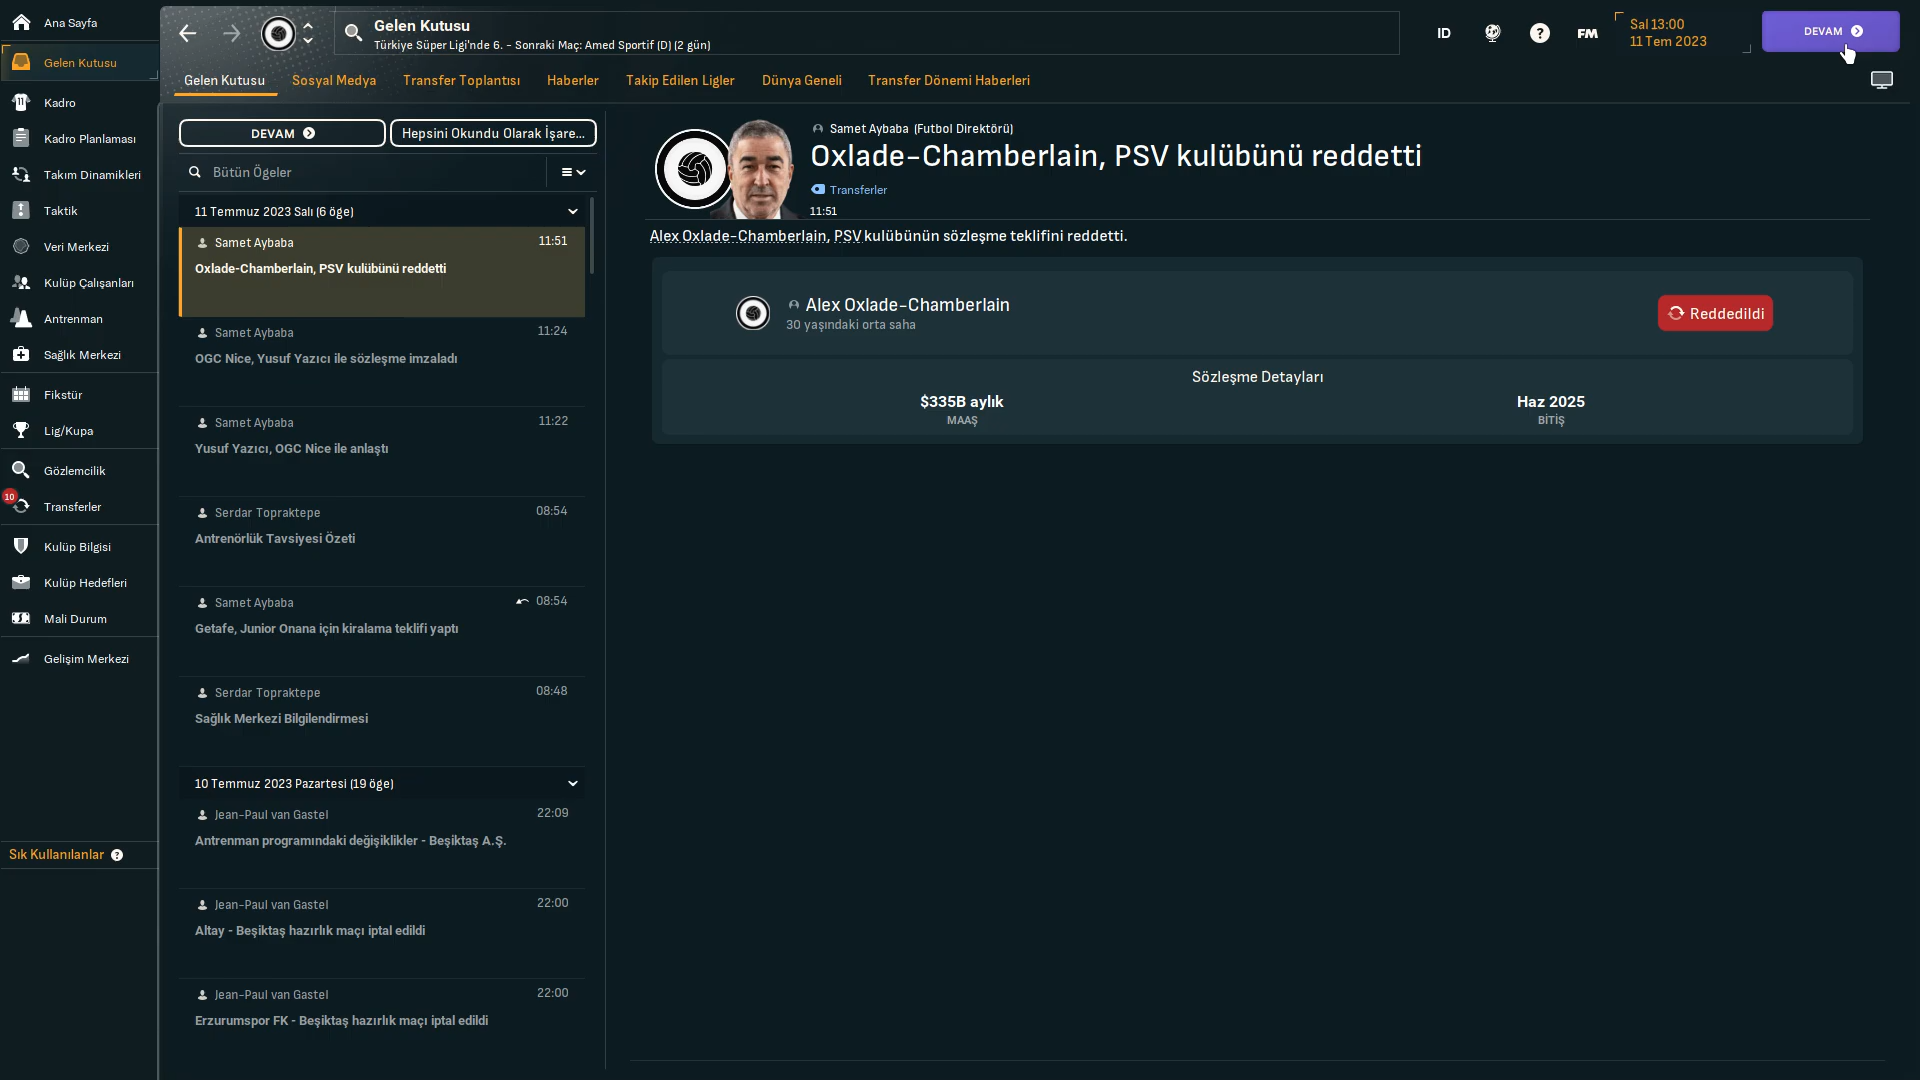 Ana Sayfa
Gelen Kutusu
Kadro
Kadro Planlaması
Takım Dinamikleri
Taktik
Veri Merkezi
Kulüp Çalışanları
Antrenman
Sağlık Merkezi
Fikstür
Lig/Kupa
Gözlemcilik
10
Transferler
Kulüp Bilgisi
Kulüp Hedefleri
Mali Durum
Gelişim Merkezi
Sık Kullanılanlar ?
Gelen Kutusu
Türkiye Süper Ligi'nde 6. - Sonraki Maç: Amed Sportif (D) (2 gün)
ID
?
FM
Sal 13:00
11 Tem 2023
DEVAM
Gelen Kutusu Sosyal Medya Transfer Toplantısı Haberler Takip Edilen Ligler Dünya Geneli Transfer Dönemi Haberleri
DEVAM
Hepsini Okundu Olarak İşare...
Bütün Ögeler
11 Temmuz 2023 Salı (6 öge)
Samet Aybaba 11:51
Oxlade-Chamberlain, PSV kulübünü reddetti
Samet Aybaba 11:24
OGC Nice, Yusuf Yazıcı ile sözleşme imzaladı
Samet Aybaba 11:22
Yusuf Yazıcı, OGC Nice ile anlaştı
Serdar Topraktepe 08:54
Antrenörlük Tavsiyesi Özeti
Samet Aybaba 08:54
Getafe, Junior Onana için kiralama teklifi yaptı
Serdar Topraktepe 08:48
Sağlık Merkezi Bilgilendirmesi
10 Temmuz 2023 Pazartesi (19 öge)
Jean-Paul van Gastel 22:09
Antrenman programındaki değişiklikler - Beşiktaş A.Ş.
Jean-Paul van Gastel 22:00
Altay - Beşiktaş hazırlık maçı iptal edildi
Jean-Paul van Gastel 22:00
Erzurumspor FK - Beşiktaş hazırlık maçı iptal edildi
Samet Aybaba (Futbol Direktörü)
Oxlade-Chamberlain, PSV kulübünü reddetti
Transferler
11:51
Alex Oxlade-Chamberlain, PSV kulübünün sözleşme teklifini reddetti.
Alex Oxlade-Chamberlain
30 yaşındaki orta saha
Reddedildi
Sözleşme Detayları
$335B aylık
MAAŞ
Haz 2025
BİTİŞ